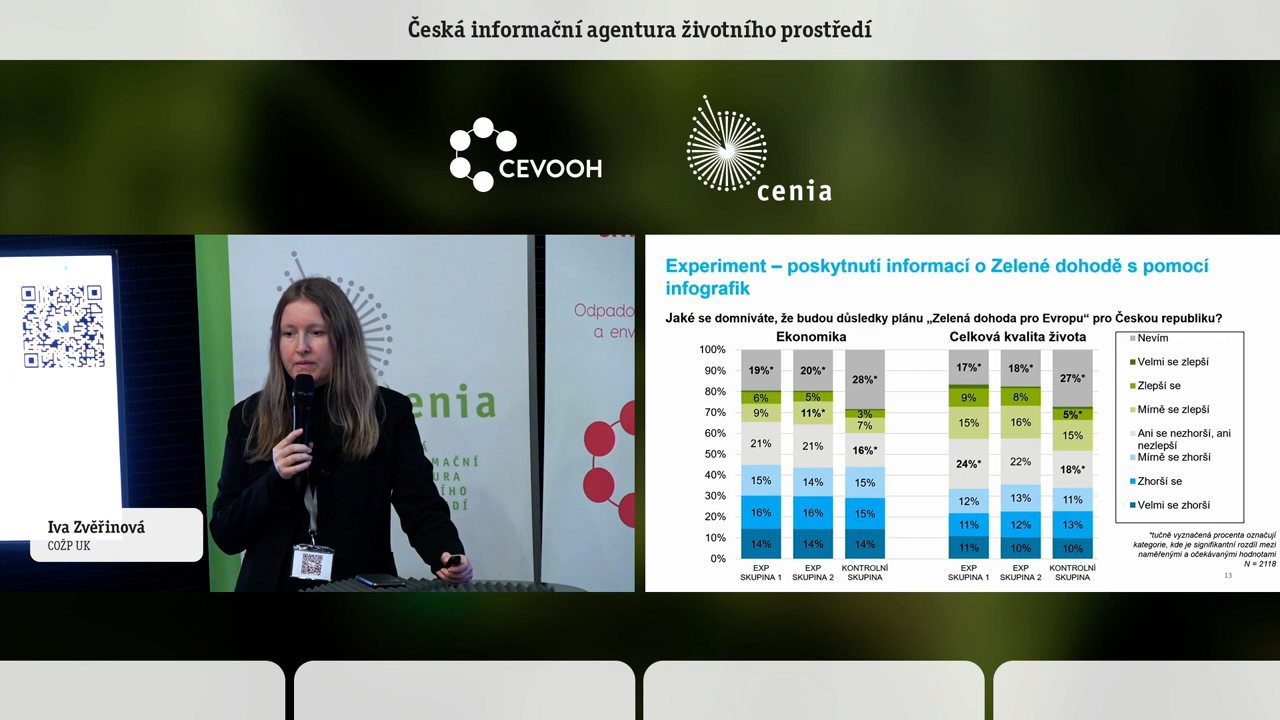 Česká informační agentura životního prostředí
CEVOOH
cenia
Odpado
a env
enia
MAČNÍ
Iva Zvěřinová
COŽP UK
Experiment – poskytnutí informací o Zelené dohodě s pomocí
infografik
Jaké se domníváte, že budou důsledky plánu „Zelená dohoda pro Evropu“ pro Českou republiku?
Ekonomika
Celková kvalita života
100%
90%
80%
70%
60%
50%
40%
30%
20%
10%
0%
19%* 20%* 28%*
6% 5% 3%
9% 11%* 7%
21% 21% 16%*
15% 14% 15%
16% 16% 15%
14% 14% 14%
EXP SKUPINA 1
EXP SKUPINA 2
KONTROLNÍ SKUPINA
17%* 18%* 27%*
9% 8% 5%*
15% 16% 15%
24%* 22% 18%*
12% 13% 11%
11% 12% 13%
11% 10% 10%
EXP SKUPINA 1
EXP SKUPINA 2
KONTROLNÍ SKUPINA
Nevím
Velmi se zlepší
Zlepší se
Mírně se zlepší
Ani se nezhorší, ani
nezlepší
Mírně se zhorší
Zhorší se
Velmi se zhorší
*tučně vyznačená procenta označují
kategorie, kde je signifikantní rozdíl mezi
naměřenými a očekávanými hodnotami
N = 2118
13